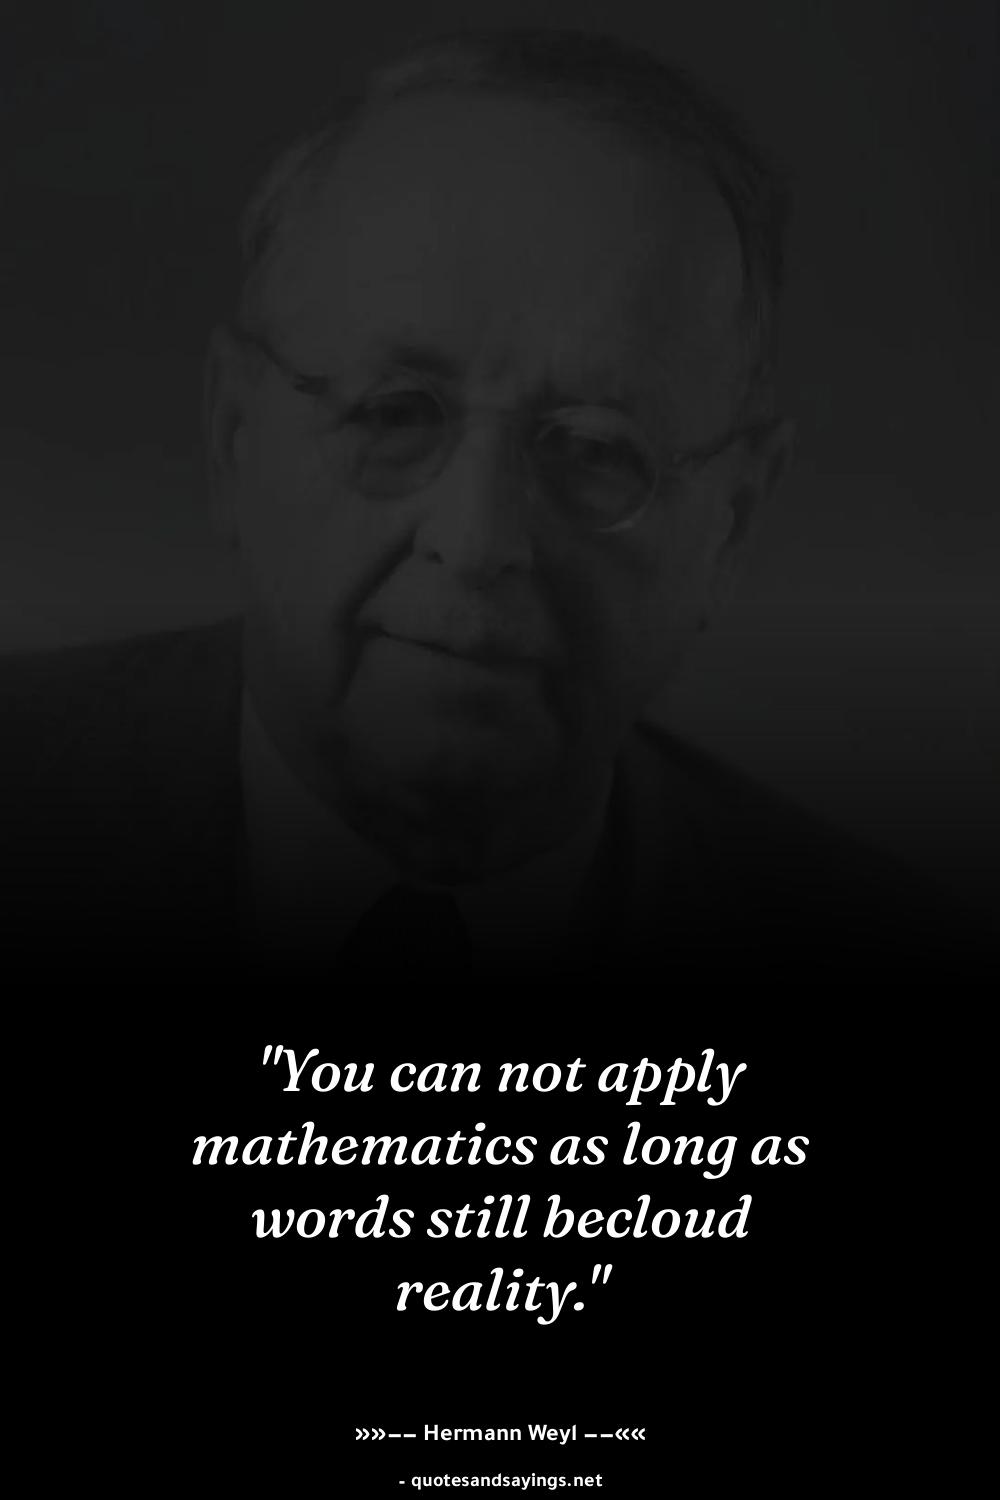 "You can not apply
mathematics as long as
words still becloud
reality."
»»−− Hermann Weyl −−««
- quotesandsayings.net